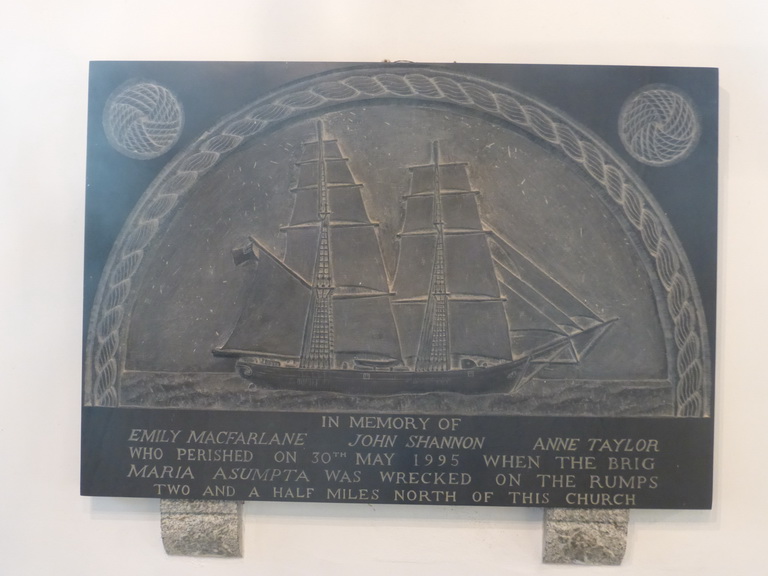 IN MEMORY OF
EMILY MACFARLANE JOHN SHANNON ANNE TAYLOR
WHO PERISHED ON 30TH MAY 1995 WHEN THE BRIG
MARIA ASUMPTA WAS WRECKED ON THE RUMPS
TWO AND A HALF MILES NORTH OF THIS CHURCH